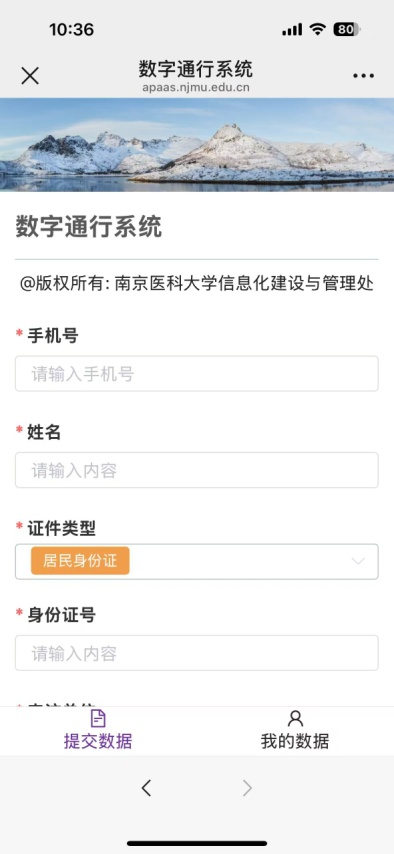 10:36
80
数字通行系统
apaas.njmu.edu.cn
数字通行系统
@版权所有: 南京医科大学信息化建设与管理处
* 手机号
请输入手机号
* 姓名
请输入内容
* 证件类型
居民身份证
* 身份证号
请输入内容
提交数据
我的数据